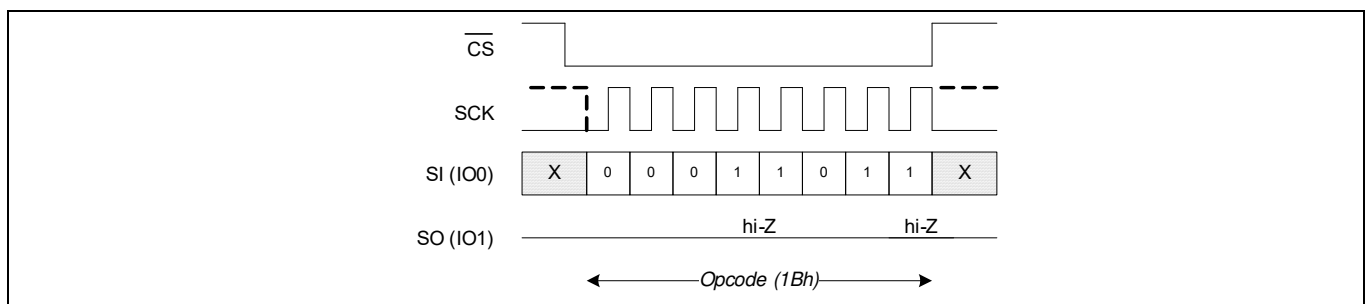 CS
SCK
SI (IO0) X 0 0 0 1 1 0 1 1 X
hi-Z hi-Z
SO (IO1)
Opcode (1Bh)